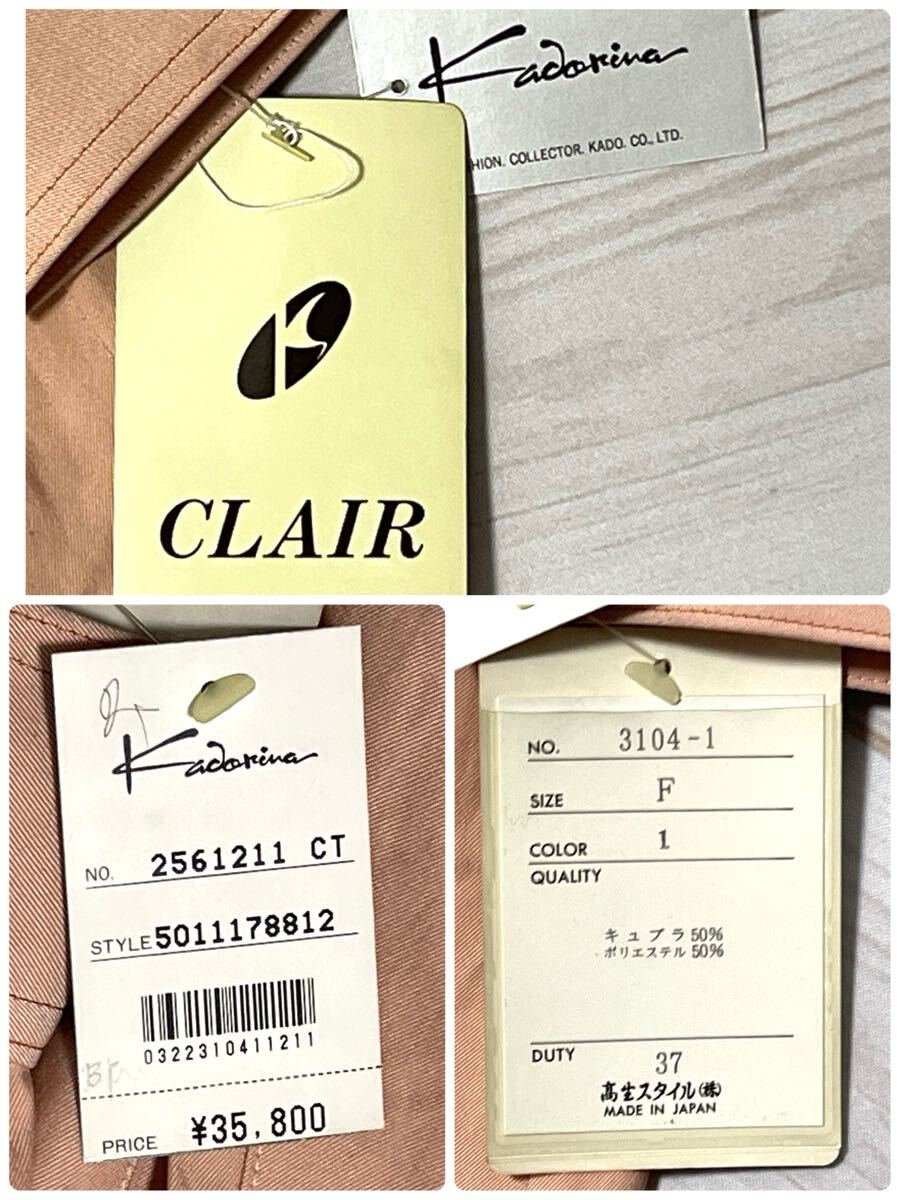 Kadorina
SHION. COLLECTOR. KADO. CO., LTD.
CLAIR
Kadorina
NO. 2561211 CT
STYLE 5011178812
0322310411211
PRICE ¥35,800
NO. 3104-1
SIZE F
COLOR 1
QUALITY
キュプラ 50%
ポリエステル 50%
DUTY 37
高生スタイル(株)
MADE IN JAPAN